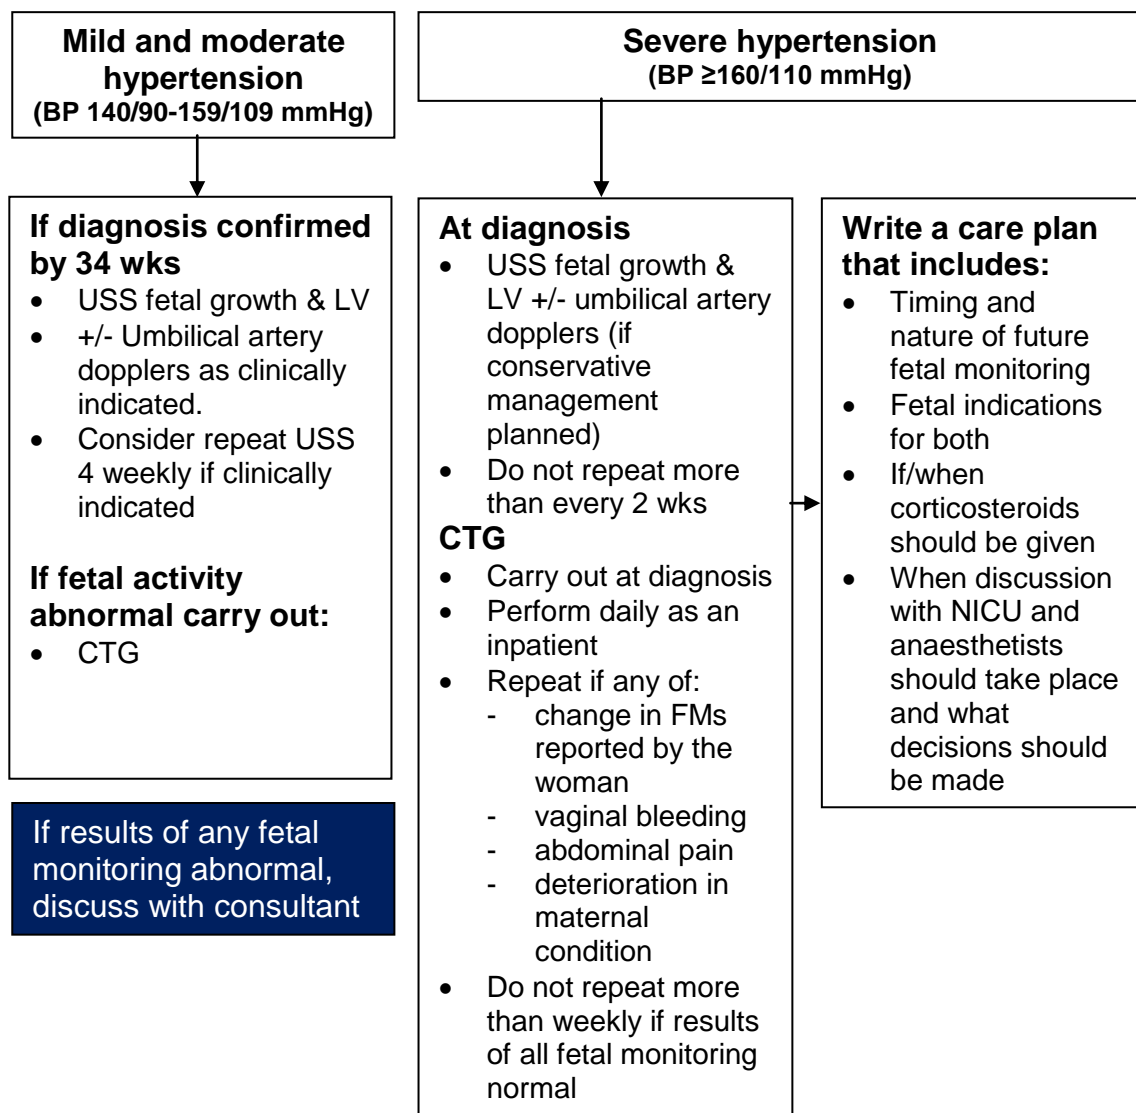 Mild and moderate
hypertension
(BP 140/90-159/109 mmHg)
Severe hypertension
(BP ≥160/110 mmHg)
If diagnosis confirmed
by 34 wks
• USS fetal growth & LV
• +/- Umbilical artery
dopplers as clinically
indicated.
• Consider repeat USS
4 weekly if clinically
indicated
If fetal activity
abnormal carry out:
• CTG
If results of any fetal
monitoring abnormal,
discuss with consultant
At diagnosis
• USS fetal growth &
LV +/- umbilical artery
dopplers (if
conservative
management
planned)
• Do not repeat more
than every 2 wks
CTG
• Carry out at diagnosis
• Perform daily as an
inpatient
• Repeat if any of:
- change in FMs
reported by the
woman
- vaginal bleeding
- abdominal pain
- deterioration in
maternal
condition
• Do not repeat more
than weekly if results
of all fetal monitoring
normal
Write a care plan
that includes:
• Timing and
nature of future
fetal monitoring
• Fetal indications
for both
• If/when
corticosteroids
should be given
• When discussion
with NICU and
anaesthetists
should take place
and what
decisions should
be made